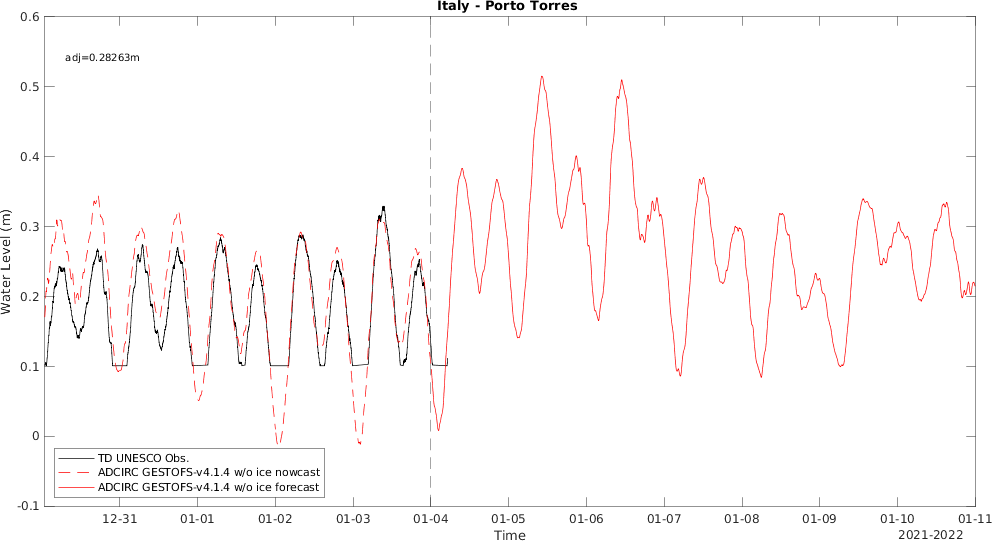 Italy - Porto Torres
adj=0.28263m
Water Level (m)
0.6
0.5
0.4
0.3
0.2
0.1
0
-0.1
TD UNESCO Obs.
ADCIRC GESTOFS-v4.1.4 w/o ice nowcast
ADCIRC GESTOFS-v4.1.4 w/o ice forecast
12-31 01-01 01-02 01-03 01-04 01-05 01-06 01-07 01-08 01-09 01-10 01-11
Time
2021-2022